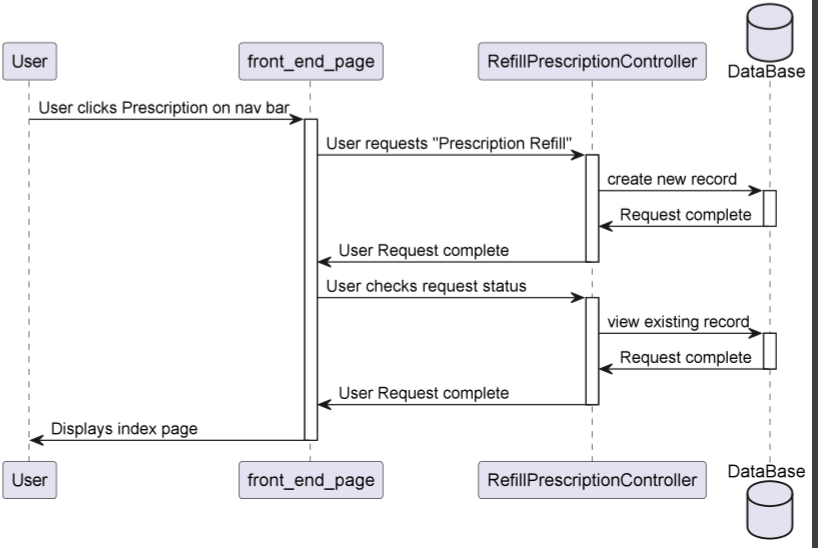 User
front_end_page
RefillPrescriptionController
DataBase
User clicks Prescription on nav bar
User requests "Prescription Refill"
create new record
Request complete
User Request complete
User checks request status
view existing record
Request complete
User Request complete
Displays index page
User
front_end_page
RefillPrescriptionController
DataBase